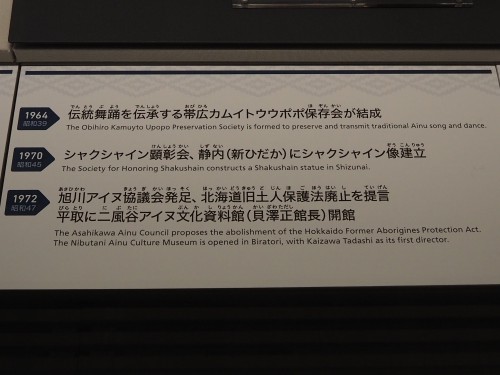 1964
昭和39
伝統舞踊を伝承する帯広カムイトウウポポ保存会が結成
The Obihiro Kamuyto Upopo Preservation Society is formed to preserve and transmit traditional Ainu song and dance.
1970
昭和45
シャクシャイン顕彰会、静内(新ひだか)にシャクシャイン像建立
The Society for Honoring Shakushain constructs a Shakushain statue in Shizunai.
1972
昭和47
旭川アイヌ協議会発足、北海道旧土人保護法廃止を提言
平取に二風谷アイヌ文化資料館(貝澤正館長)開館
The Asahikawa Ainu Council proposes the abolishment of the Hokkaido Former Aborigines Protection Act.
The Nibutani Ainu Culture Museum is opened in Biratori, with Kaizawa Tadashi as its first director.